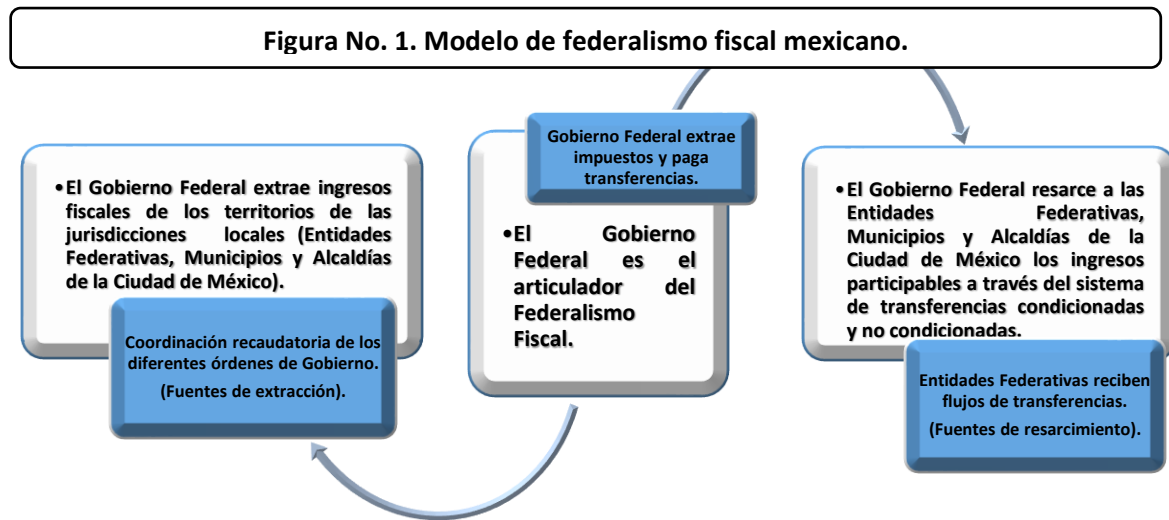 Figura No. 1. Modelo de federalismo fiscal mexicano.
•El Gobierno Federal extrae ingresos
fiscales de los territorios de las
jurisdicciones locales (Entidades
Federativas, Municipios y Alcaldías
de la Ciudad de México).
Coordinación recaudatoria de los
diferentes órdenes de Gobierno.
(Fuentes de extracción).
Gobierno Federal extrae
impuestos y paga
transferencias.
•El Gobierno
Federal es el
articulador del
Federalismo
Fiscal.
•El Gobierno Federal resarce a las
Entidades Federativas,
Municipios y Alcaldías de la
Ciudad de México los ingresos
participables a través del sistema
de transferencias condicionadas
y no condicionadas.
Entidades Federativas reciben
flujos de transferencias.
(Fuentes de resarcimiento).